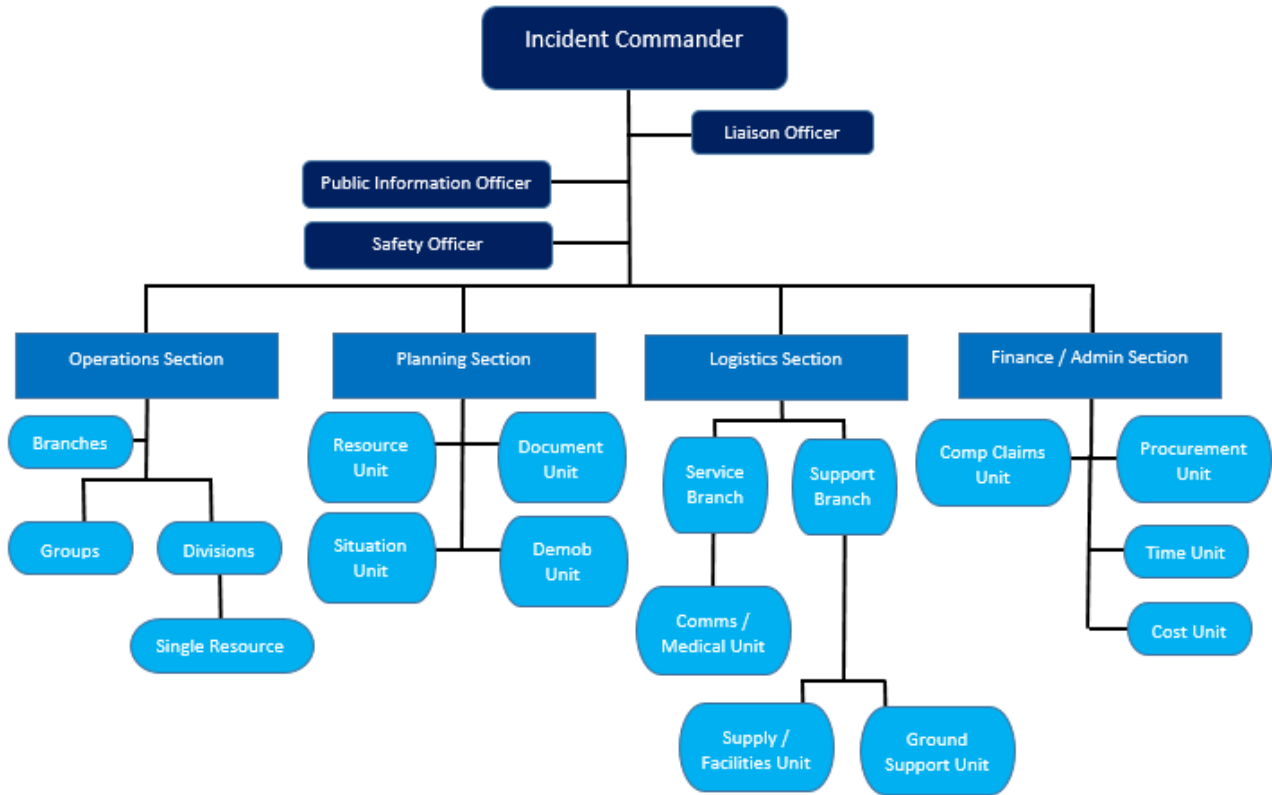 Incident Commander
Liaison Officer
Public Information Officer
Safety Officer
Operations Section
Planning Section
Logistics Section
Finance / Admin Section
Branches
Groups
Divisions
Single Resource
Resource
Unit
Document
Unit
Situation
Unit
Demob
Unit
Service
Branch
Support
Branch
Comms /
Medical Unit
Supply /
Facilities Unit
Ground
Support Unit
Comp Claims
Unit
Procurement
Unit
Time Unit
Cost Unit